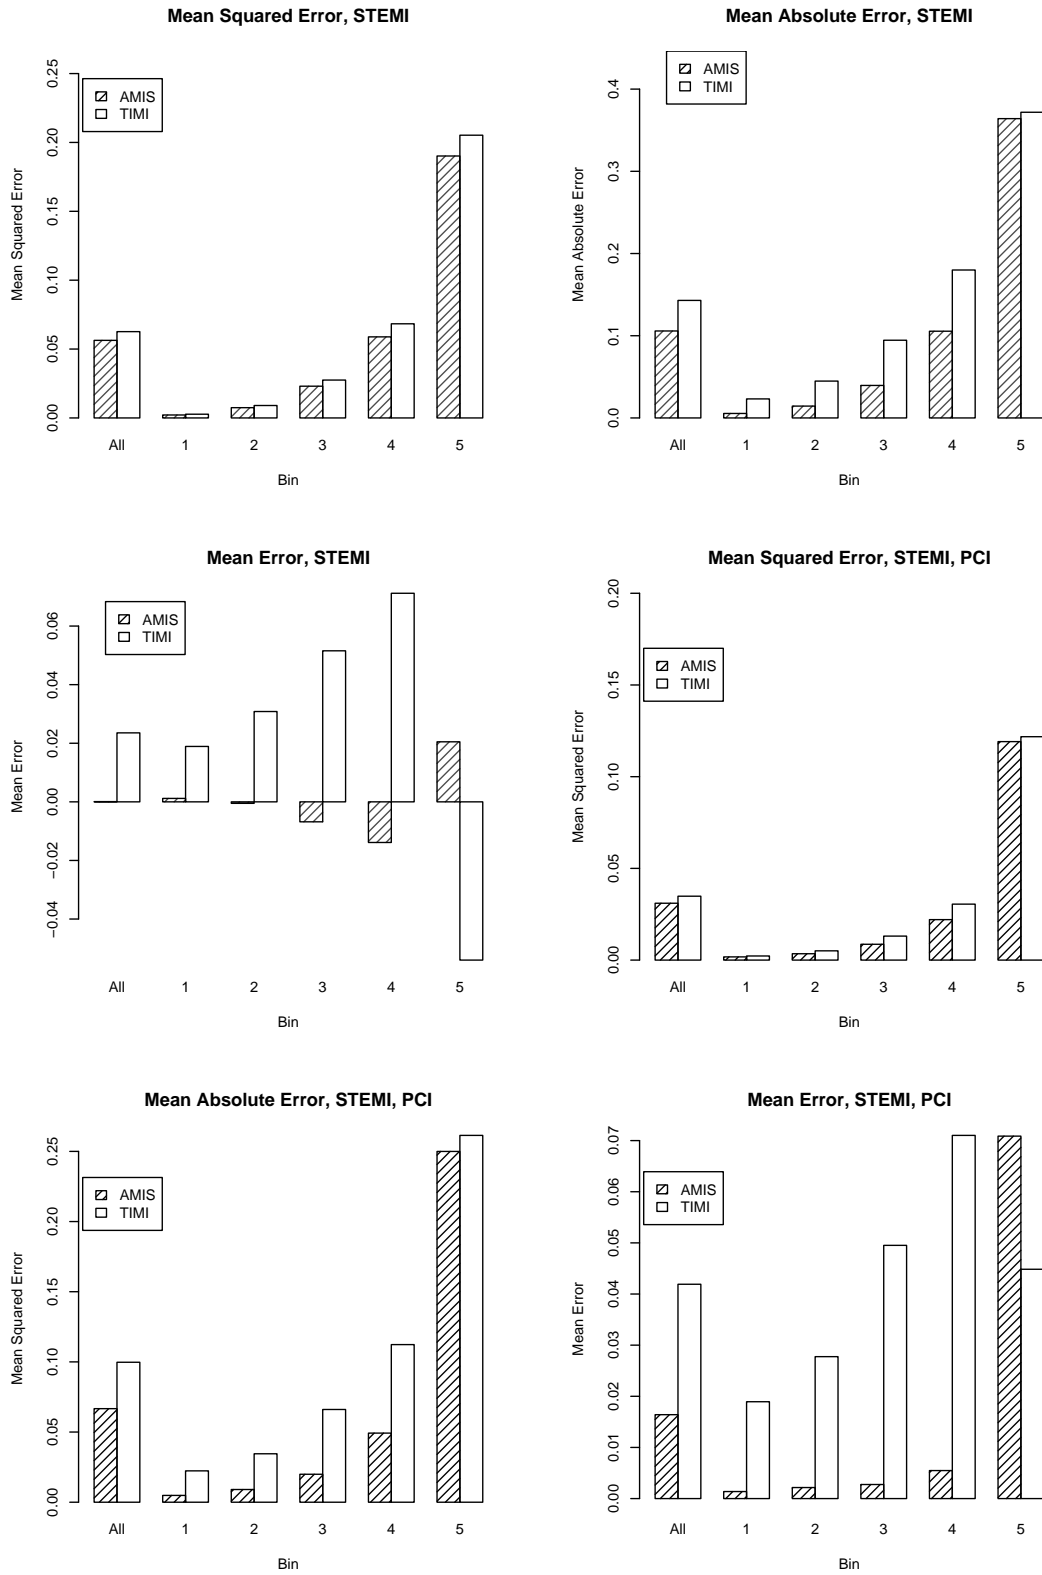 Mean Squared Error, STEMI
Mean Squared Error
0.00 0.05 0.10 0.15 0.20 0.25
AMIS
TIMI
All 1 2 3 4 5
Bin
Mean Absolute Error, STEMI
Mean Absolute Error
0.0 0.1 0.2 0.3 0.4
AMIS
TIMI
All 1 2 3 4 5
Bin
Mean Error, STEMI
Mean Error
−0.04 −0.02 0.00 0.02 0.04 0.06
AMIS
TIMI
All 1 2 3 4 5
Bin
Mean Squared Error, STEMI, PCI
Mean Squared Error
0.00 0.05 0.10 0.15 0.20
AMIS
TIMI
All 1 2 3 4 5
Bin
Mean Absolute Error, STEMI, PCI
Mean Squared Error
0.00 0.05 0.10 0.15 0.20 0.25
AMIS
TIMI
All 1 2 3 4 5
Bin
Mean Error, STEMI, PCI
Mean Error
0.00 0.01 0.02 0.03 0.04 0.05 0.06 0.07
AMIS
TIMI
All 1 2 3 4 5
Bin